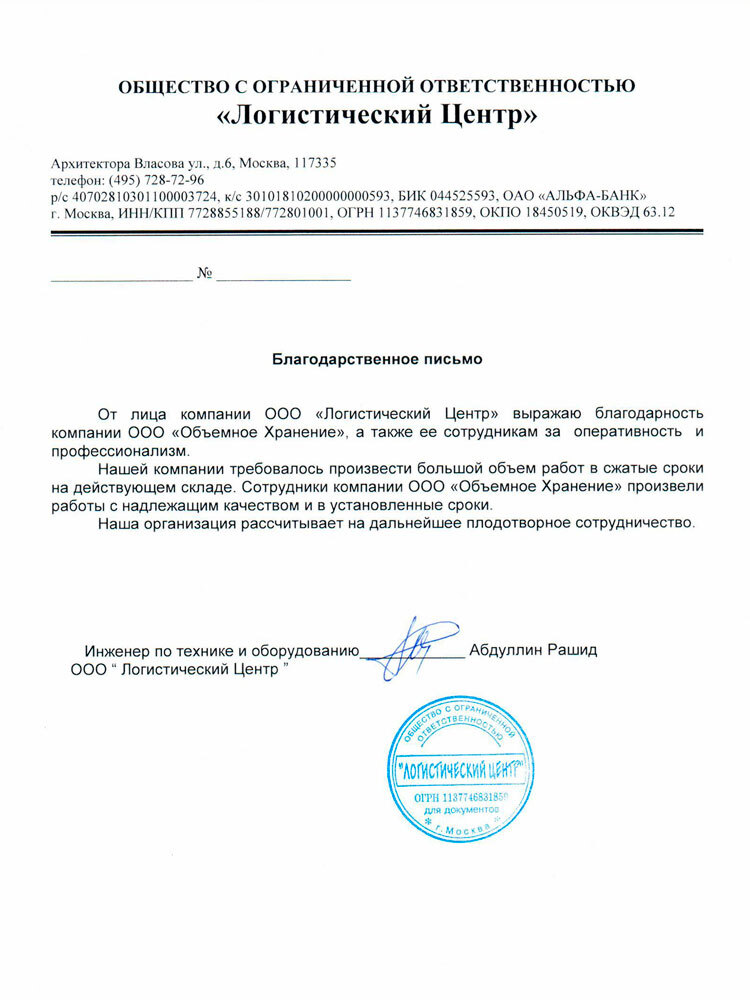 ОБЩЕСТВО С ОГРАНИЧЕННОЙ ОТВЕТСТВЕННОСТЬЮ
«Логистический Центр»
Архитектора Власова ул., д.6, Москва, 117335
телефон: (495) 728-72-96
р/с 40702810301100003724, к/с 30101810200000000593, БИК 044525593, ОАО «АЛЬФА-БАНК»
г. Москва, ИНН/КПП 7728855188/772801001, ОГРН 1137746831859, ОКПО 18450519, ОКВЭД 63.12
_________________ № ________________
Благодарственное письмо
От лица компании ООО «Логистический Центр» выражаю благодарность
компании ООО «Объемное Хранение», а также ее сотрудникам за оперативность и
профессионализм.
Нашей компании требовалось произвести большой объем работ в сжатые сроки
на действующем складе. Сотрудники компании ООО «Объемное Хранение» произвели
работы с надлежащим качеством и в установленные сроки.
Наша организация рассчитывает на дальнейшее плодотворное сотрудничество.
Инженер по технике и оборудованию____________ Абдуллин Рашид
ООО “ Логистический Центр ”
ОБЩЕСТВО С ОГРАНИЧЕННОЙ
ОТВЕТСТВЕННОСТЬЮ
"ЛОГИСТИЧЕСКИЙ ЦЕНТР"
ОГРН 1137746831859
для документов
* г.Москва *